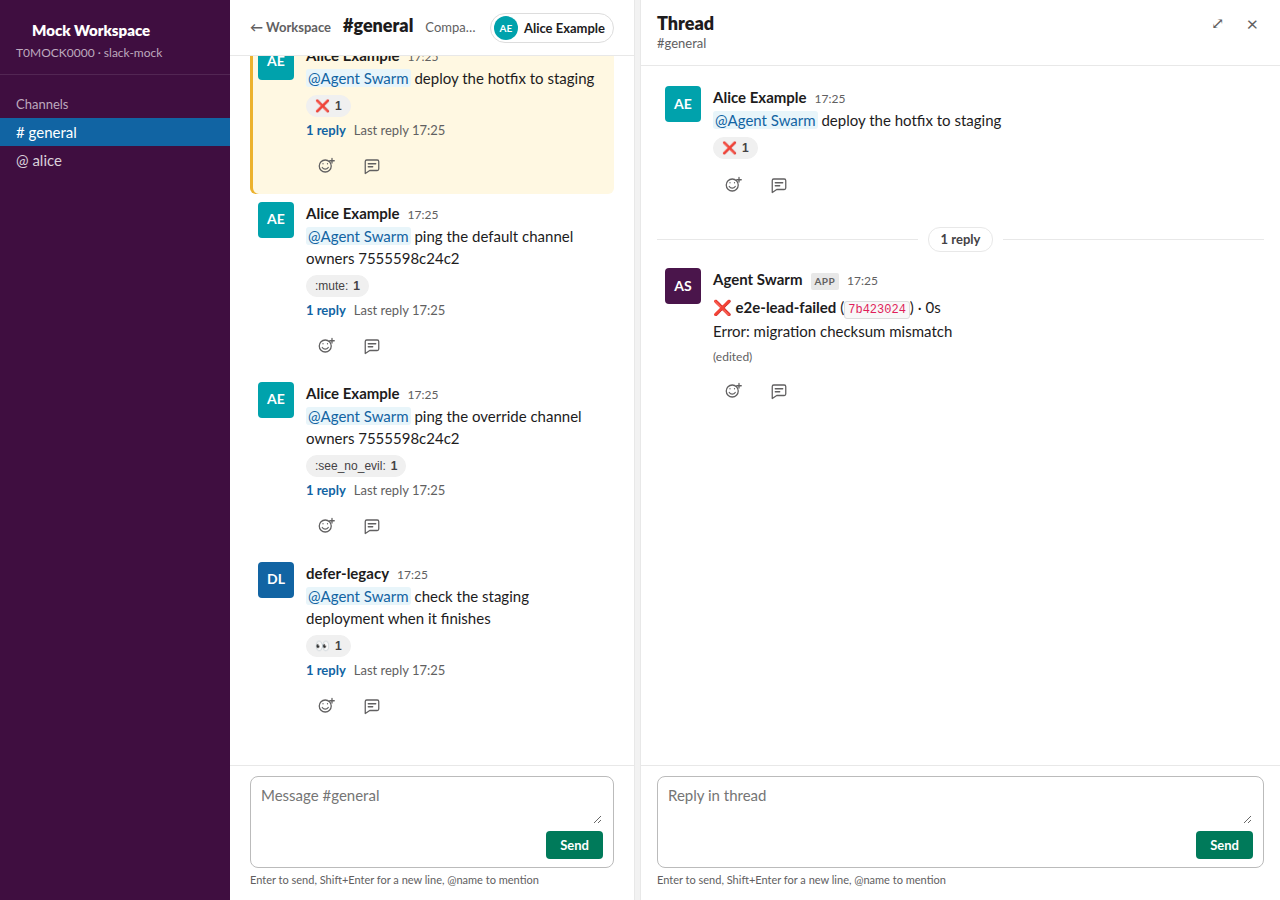 Mock Workspace
T0MOCK0000 · slack-mock
Channels
# general
@ alice
← Workspace #general Compa... AE Alice Example
AE Alice Example 17:25
@Agent Swarm deploy the hotfix to staging
❌ 1
1 reply Last reply 17:25
AE Alice Example 17:25
@Agent Swarm ping the default channel
owners 7555598c24c2
:mute: 1
1 reply Last reply 17:25
AE Alice Example 17:25
@Agent Swarm ping the override channel
owners 7555598c24c2
:see_no_evil: 1
1 reply Last reply 17:25
DL defer-legacy 17:25
@Agent Swarm check the staging
deployment when it finishes
👀 1
1 reply Last reply 17:25
Message #general
Send
Enter to send, Shift+Enter for a new line, @name to mention
Thread
#general
AE Alice Example 17:25
@Agent Swarm deploy the hotfix to staging
❌ 1
1 reply
AS Agent Swarm APP 17:25
❌ e2e-lead-failed (7b423024) · 0s
Error: migration checksum mismatch
(edited)
Reply in thread
Send
Enter to send, Shift+Enter for a new line, @name to mention